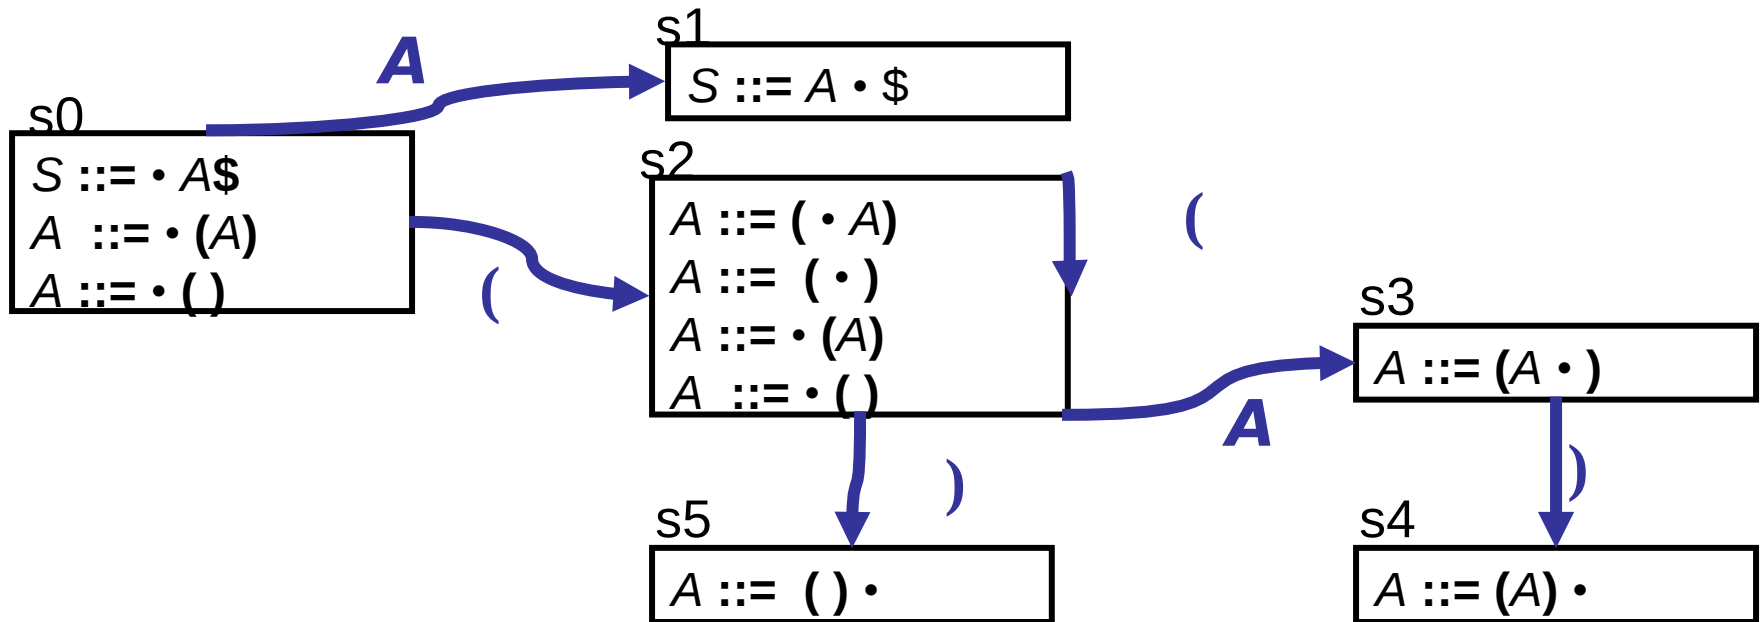 s0
S ::= • A$
A ::= • (A)
A ::= • ( )
A
(
s1
S ::= A • $
s2
A ::= ( • A)
A ::= ( • )
A ::= • (A)
A ::= • ( )
(
A
)
s3
A ::= (A • )
)
s5
A ::= ( ) •
s4
A ::= (A) •